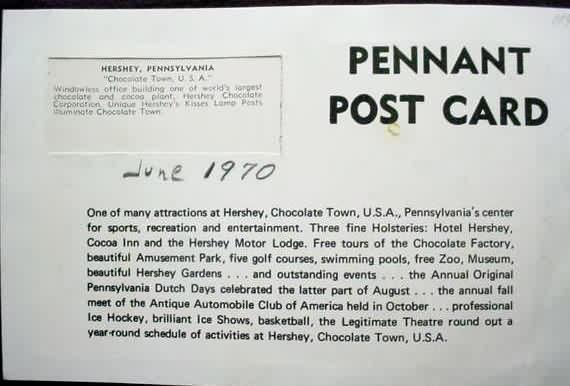 HERSHEY, PENNSYLVANIA
"Chocolate Town, U. S. A."
Windowless office building one of world's largest
chocolate and cocoa plant, Hershey Chocolate
Corporation. Unique Hershey's Kisses Lamp Posts
illuminate Chocolate Town.
PENNANT
POST CARD
June 1970
One of many attractions at Hershey, Chocolate Town, U.S.A., Pennsylvania's center
for sports, recreation and entertainment. Three fine Holsteries: Hotel Hershey,
Cocoa Inn and the Hershey Motor Lodge. Free tours of the Chocolate Factory,
beautiful Amusement Park, five golf courses, swimming pools, free Zoo, Museum,
beautiful Hershey Gardens . . . and outstanding events . . . the Annual Original
Pennsylvania Dutch Days celebrated the latter part of August . . . the annual fall
meet of the Antique Automobile Club of America held in October . . . professional
Ice Hockey, brilliant Ice Shows, basketball, the Legitimate Theatre round out a
year-round schedule of activities at Hershey, Chocolate Town, U.S.A.